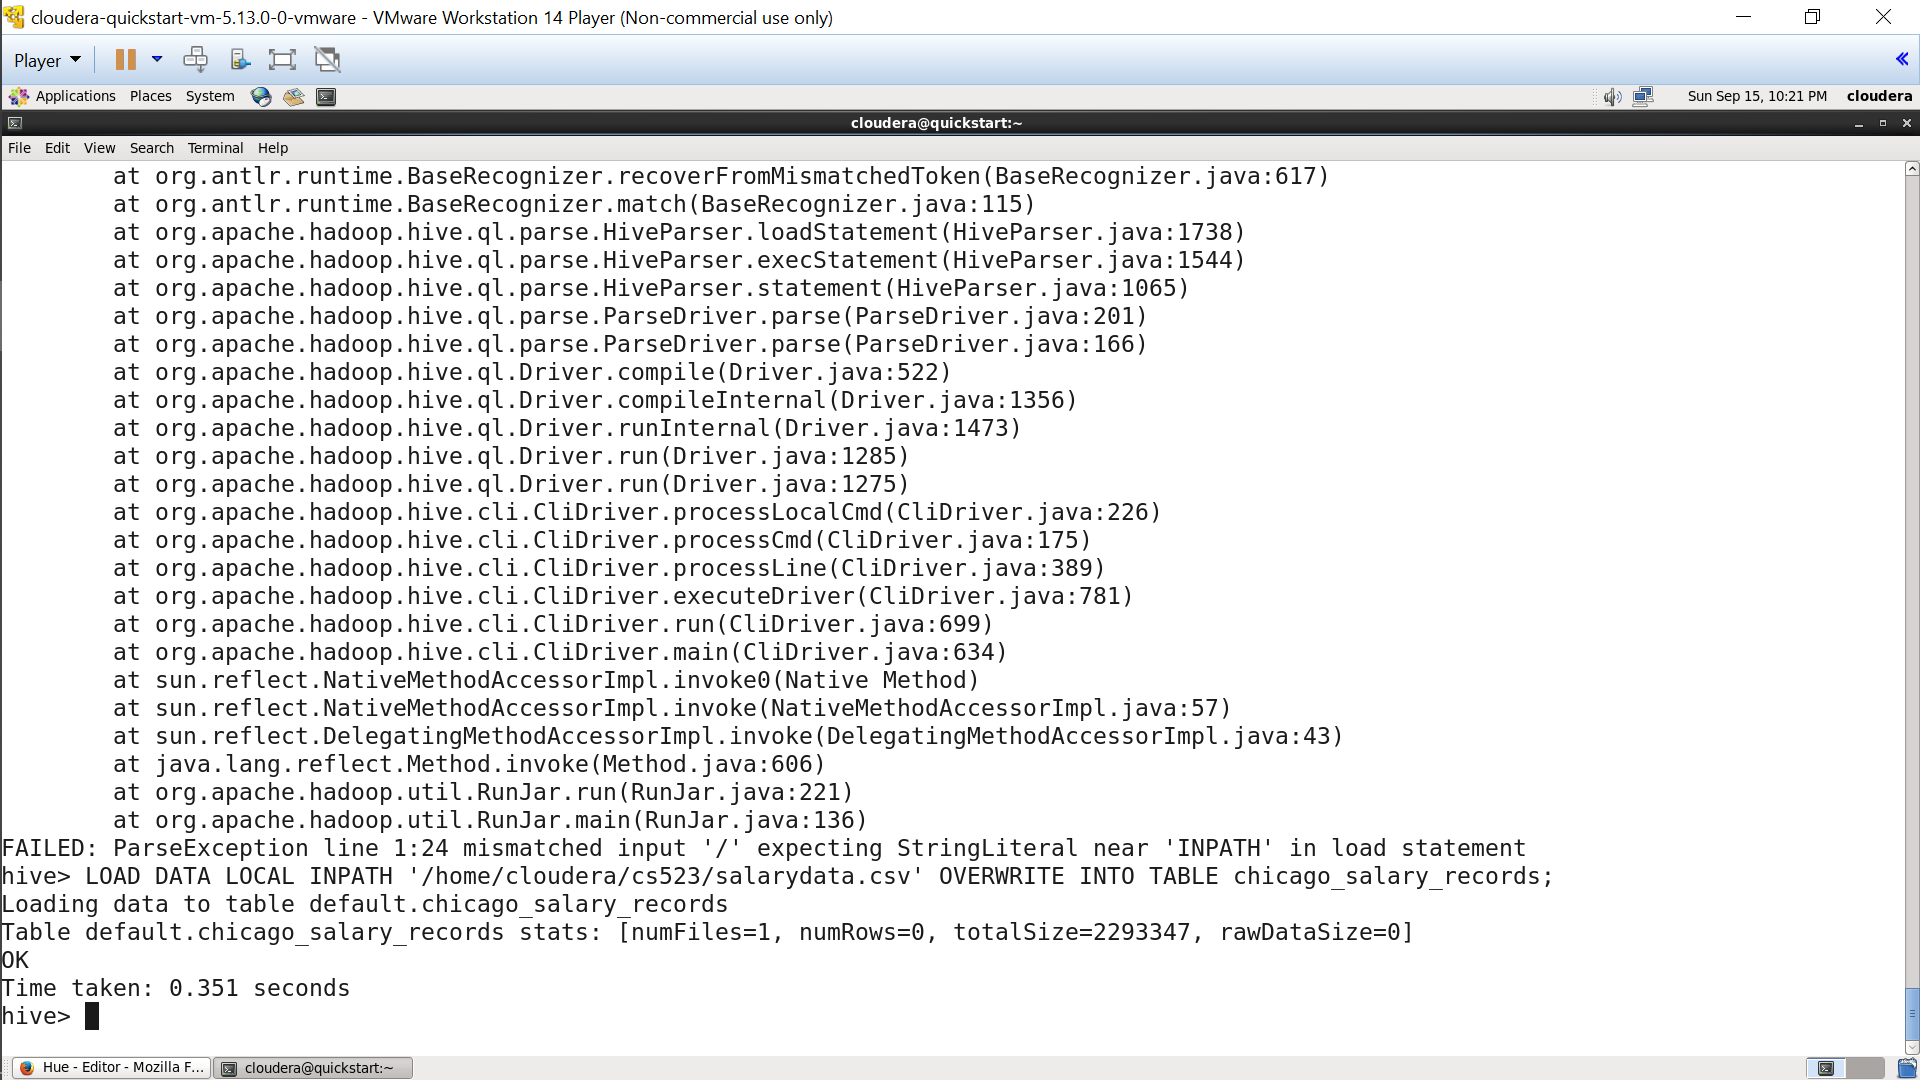 cloudera-quickstart-vm-5.13.0-0-vmware - VMware Workstation 14 Player (Non-commercial use only)
Player
Applications Places System Sun Sep 15, 10:21 PM cloudera
cloudera@quickstart:~
File Edit View Search Terminal Help
at org.antlr.runtime.BaseRecognizer.recoverFromMismatchedToken(BaseRecognizer.java:617)
at org.antlr.runtime.BaseRecognizer.match(BaseRecognizer.java:115)
at org.apache.hadoop.hive.ql.parse.HiveParser.loadStatement(HiveParser.java:1738)
at org.apache.hadoop.hive.ql.parse.HiveParser.execStatement(HiveParser.java:1544)
at org.apache.hadoop.hive.ql.parse.HiveParser.statement(HiveParser.java:1065)
at org.apache.hadoop.hive.ql.parse.ParseDriver.parse(ParseDriver.java:201)
at org.apache.hadoop.hive.ql.parse.ParseDriver.parse(ParseDriver.java:166)
at org.apache.hadoop.hive.ql.Driver.compile(Driver.java:522)
at org.apache.hadoop.hive.ql.Driver.compileInternal(Driver.java:1356)
at org.apache.hadoop.hive.ql.Driver.runInternal(Driver.java:1473)
at org.apache.hadoop.hive.ql.Driver.run(Driver.java:1285)
at org.apache.hadoop.hive.ql.Driver.run(Driver.java:1275)
at org.apache.hadoop.hive.cli.CliDriver.processLocalCmd(CliDriver.java:226)
at org.apache.hadoop.hive.cli.CliDriver.processCmd(CliDriver.java:175)
at org.apache.hadoop.hive.cli.CliDriver.processLine(CliDriver.java:389)
at org.apache.hadoop.hive.cli.CliDriver.executeDriver(CliDriver.java:781)
at org.apache.hadoop.hive.cli.CliDriver.run(CliDriver.java:699)
at org.apache.hadoop.hive.cli.CliDriver.main(CliDriver.java:634)
at sun.reflect.NativeMethodAccessorImpl.invoke0(Native Method)
at sun.reflect.NativeMethodAccessorImpl.invoke(NativeMethodAccessorImpl.java:57)
at sun.reflect.DelegatingMethodAccessorImpl.invoke(DelegatingMethodAccessorImpl.java:43)
at java.lang.reflect.Method.invoke(Method.java:606)
at org.apache.hadoop.util.RunJar.run(RunJar.java:221)
at org.apache.hadoop.util.RunJar.main(RunJar.java:136)
FAILED: ParseException line 1:24 mismatched input '/' expecting StringLiteral near 'INPATH' in load statement
hive> LOAD DATA LOCAL INPATH '/home/cloudera/cs523/salarydata.csv' OVERWRITE INTO TABLE chicago_salary_records;
Loading data to table default.chicago_salary_records
Table default.chicago_salary_records stats: [numFiles=1, numRows=0, totalSize=2293347, rawDataSize=0]
OK
Time taken: 0.351 seconds
hive>
Hue - Editor - Mozilla F... cloudera@quickstart:~